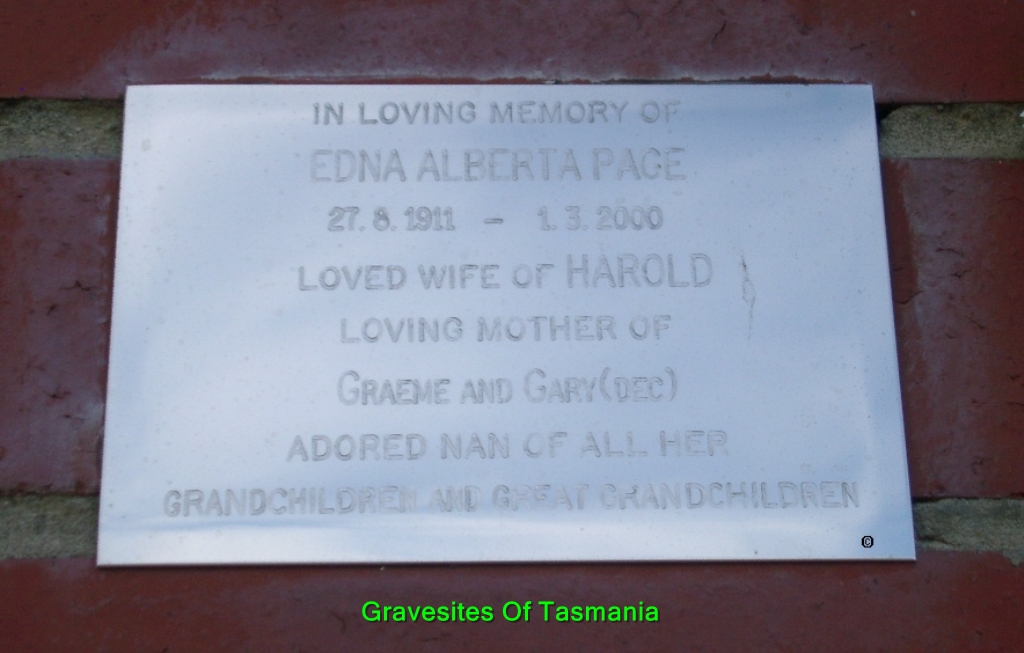 IN LOVING MEMORY OF
EDNA ALBERTA PAGE
27.8.1911 - 1.3.2000
LOVED WIFE OF HAROLD
LOVING MOTHER OF
GRAEME AND GARY (DEC)
ADORED NAN OF ALL HER
GRANDCHILDREN AND GREAT GRANDCHILDREN
©
Gravesites Of Tasmania